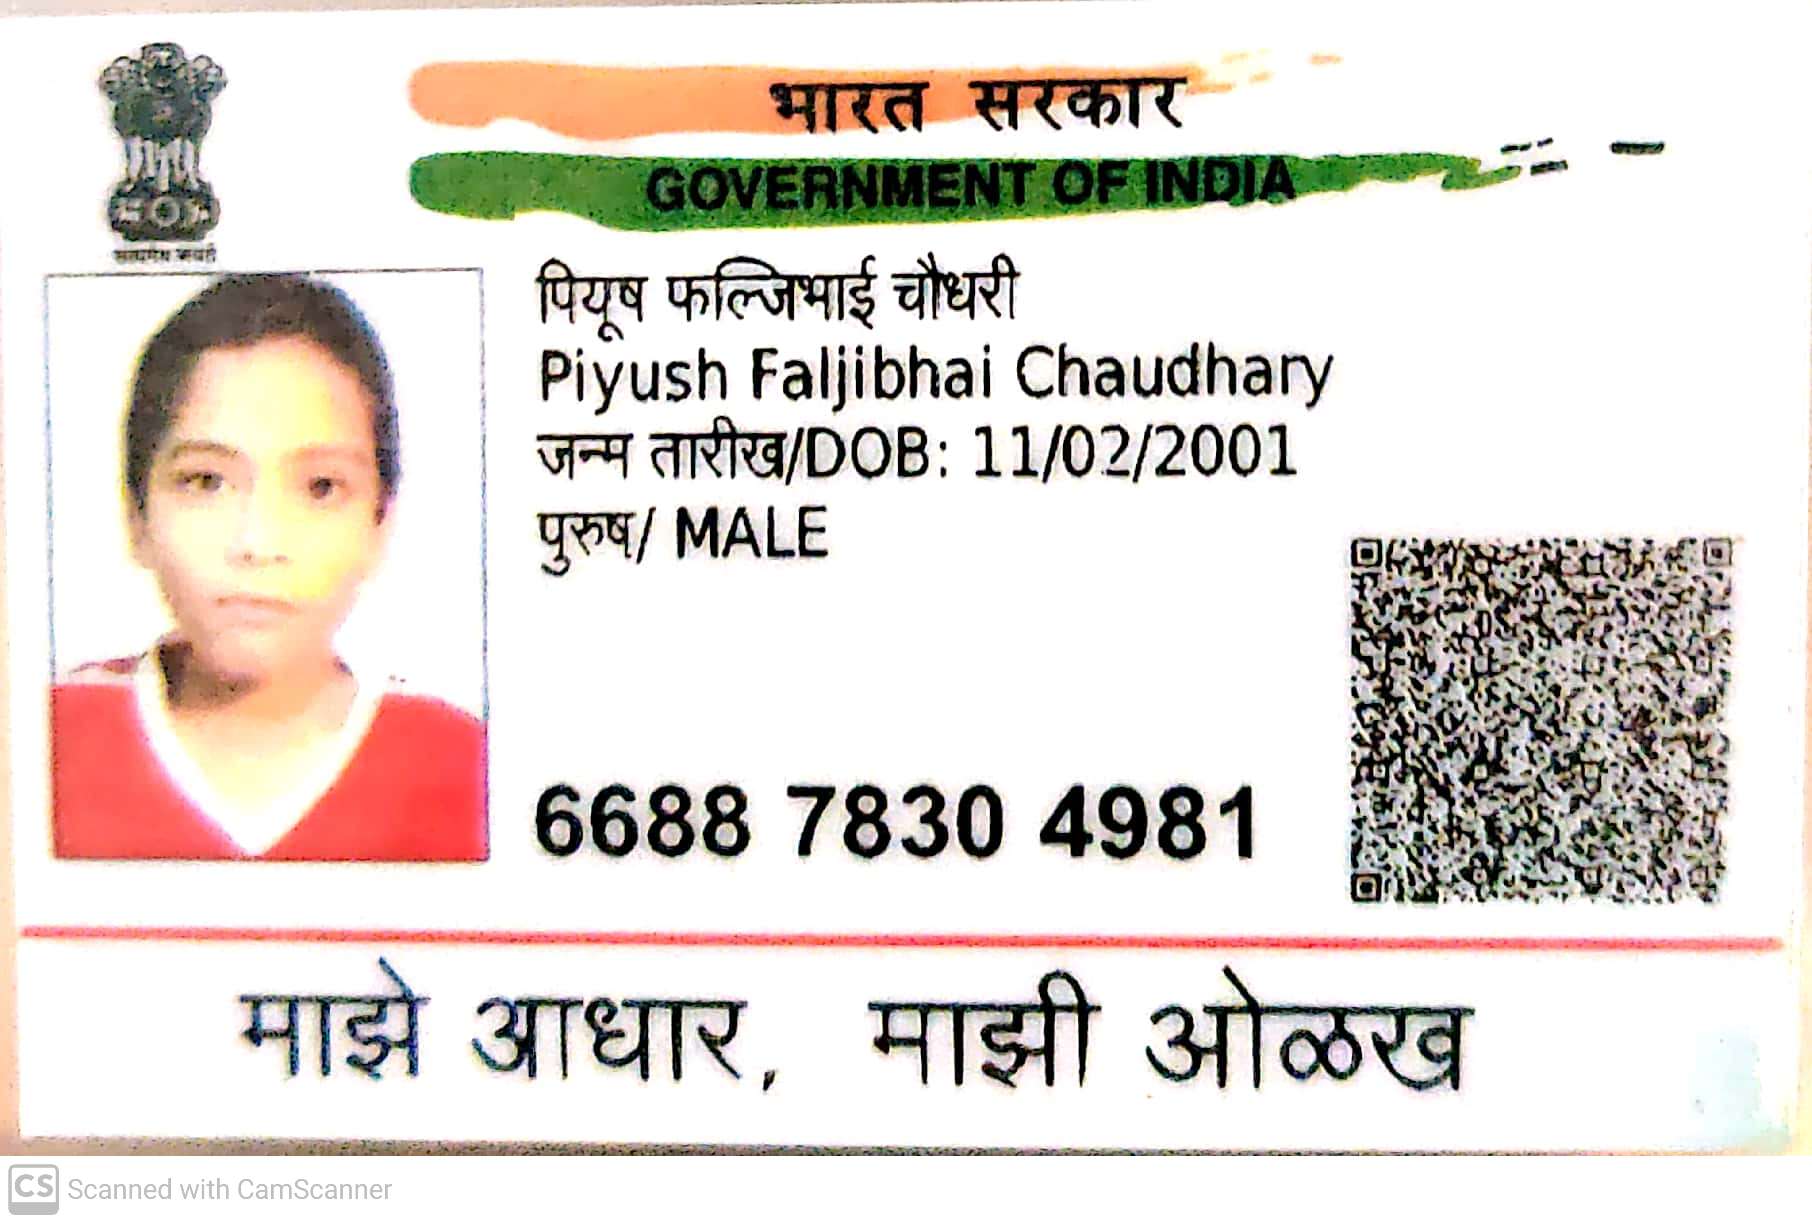 भारत सरकार
GOVERNMENT OF INDIA
सत्यमेव जयते
पियूष फल्जिभाई चौधरी
Piyush Faljibhai Chaudhary
जन्म तारीख/DOB: 11/02/2001
पुरुष/ MALE
6688 7830 4981
माझे आधार, माझी ओळख
CS Scanned with CamScanner